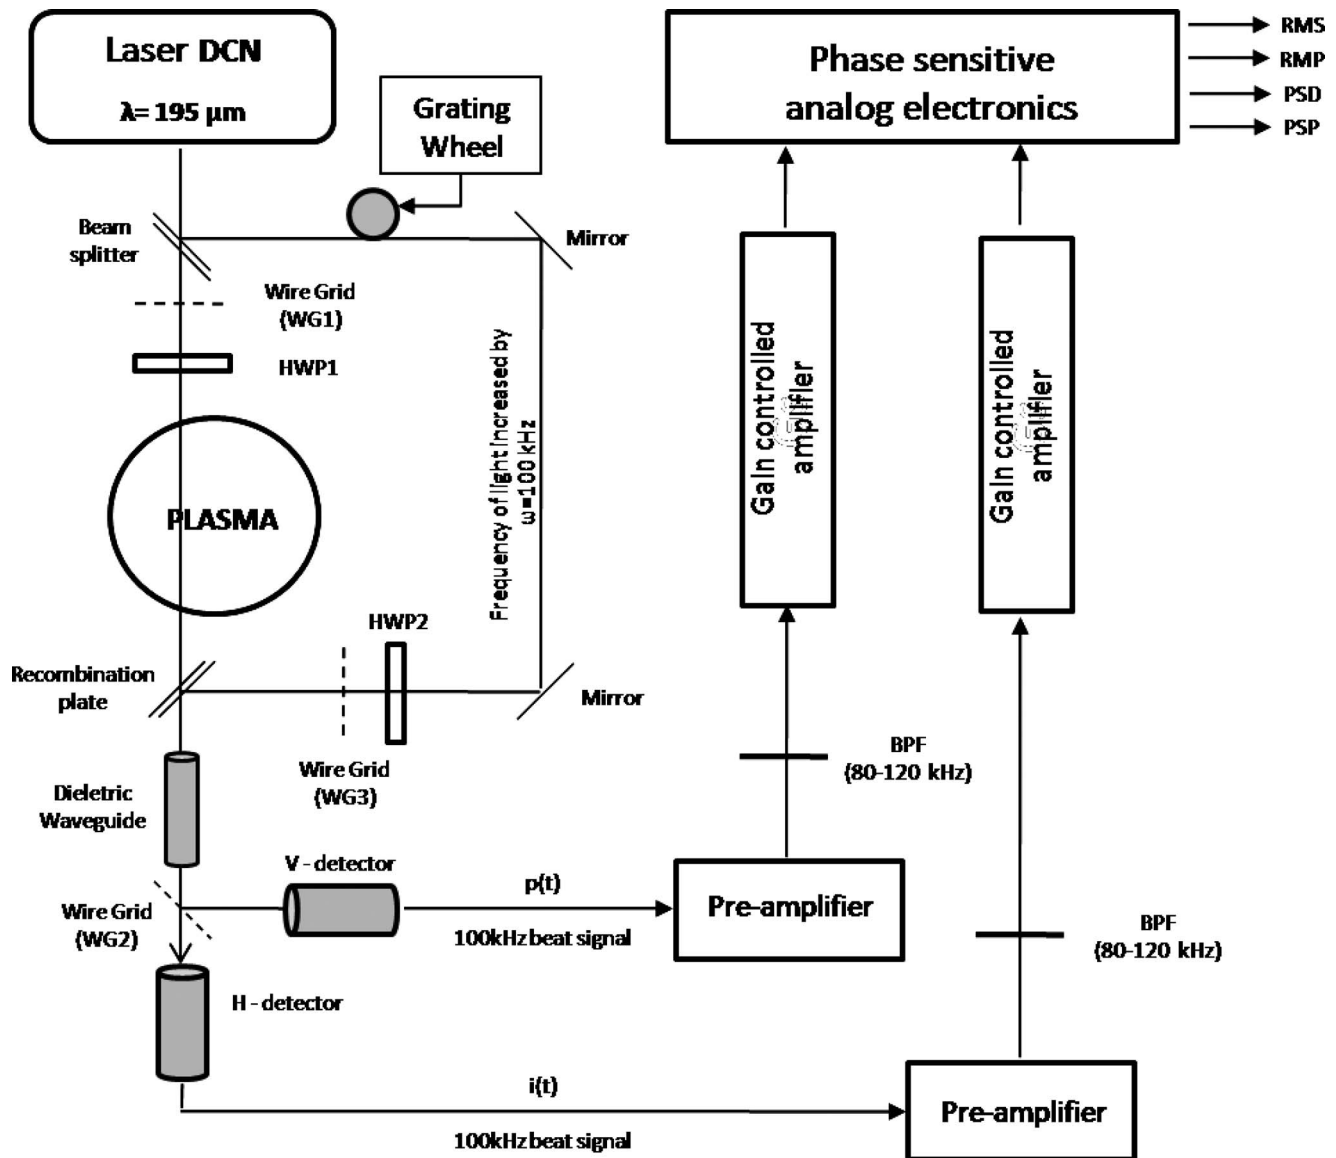 Laser DCN
λ= 195 μm
Grating
Wheel
Phase sensitive
analog electronics
RMS
RMP
PSD
PSP
Beam
splitter
Mirror
Wire Grid
(WG1)
HWP1
Frequency of light increased by
ω=100 kHz
PLASMA
Gain controlled
amplifier
Gain controlled
amplifier
HWP2
Recombination
plate
Mirror
Wire Grid
(WG3)
BPF
(80-120 kHz)
Dieletric
Waveguide
V - detector
p(t)
100kHz beat signal
Pre-amplifier
Wire Grid
(WG2)
BPF
(80-120 kHz)
H - detector
i(t)
100kHz beat signal
Pre-amplifier